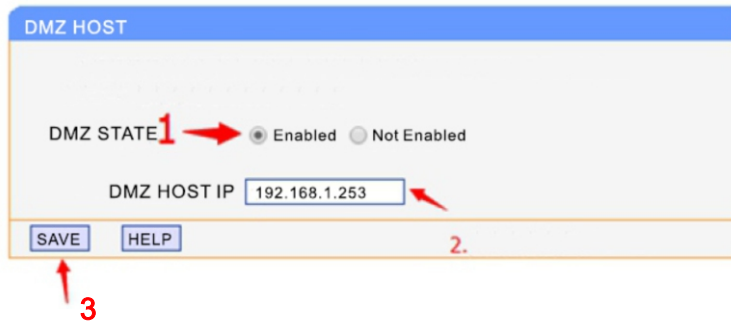 DMZ HOST
DMZ STATE 1 Enabled Not Enabled
DMZ HOST IP 192.168.1.253
SAVE HELP 2.
3